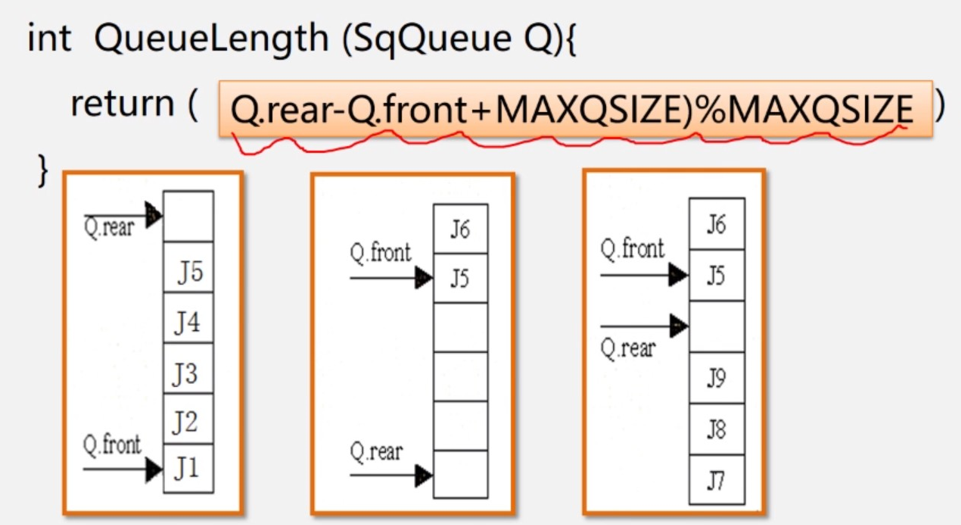 int QueueLength (SqQueue Q){
return ( Q.rear-Q.front+MAXQSIZE)%MAXQSIZE )
}
Q.rear
J5
J4
J3
J2
Q.front
J1
J6
Q.front
J5
Q.rear
J6
Q.front
J5
Q.rear
J9
J8
J7